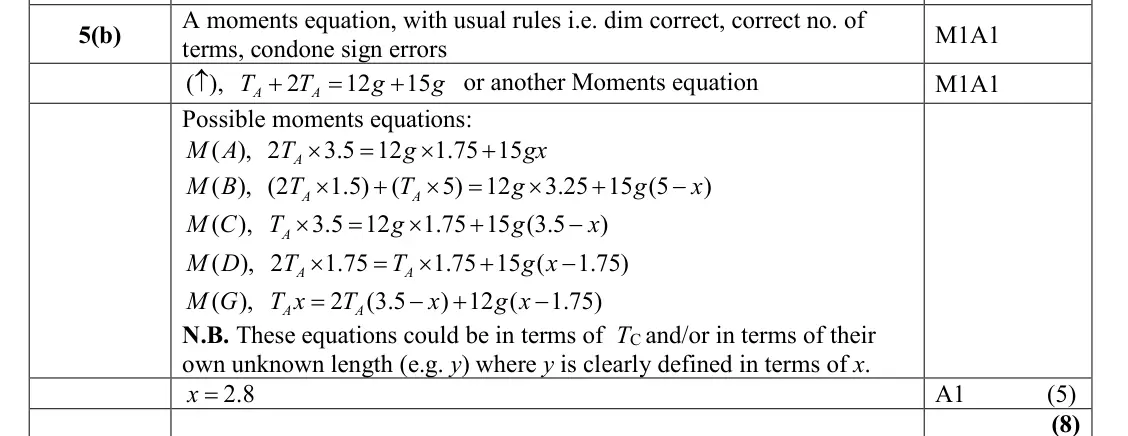 5(b) A moments equation, with usual rules i.e. dim correct, correct no. of M1A1
terms, condone sign errors
(↑), T_A + 2T_A = 12g + 15g or another Moments equation M1A1
Possible moments equations:
M(A), 2T_A × 3.5 = 12g × 1.75 + 15gx
M(B), (2T_A × 1.5) + (T_A × 5) = 12g × 3.25 + 15g(5 − x)
M(C), T_A × 3.5 = 12g × 1.75 + 15g(3.5 − x)
M(D), 2T_A × 1.75 = T_A × 1.75 + 15g(x − 1.75)
M(G), T_A x = 2T_A (3.5 − x) + 12g(x − 1.75)
N.B. These equations could be in terms of T_C and/or in terms of their
own unknown length (e.g. y) where y is clearly defined in terms of x.
x = 2.8 A1 (5)
(8)